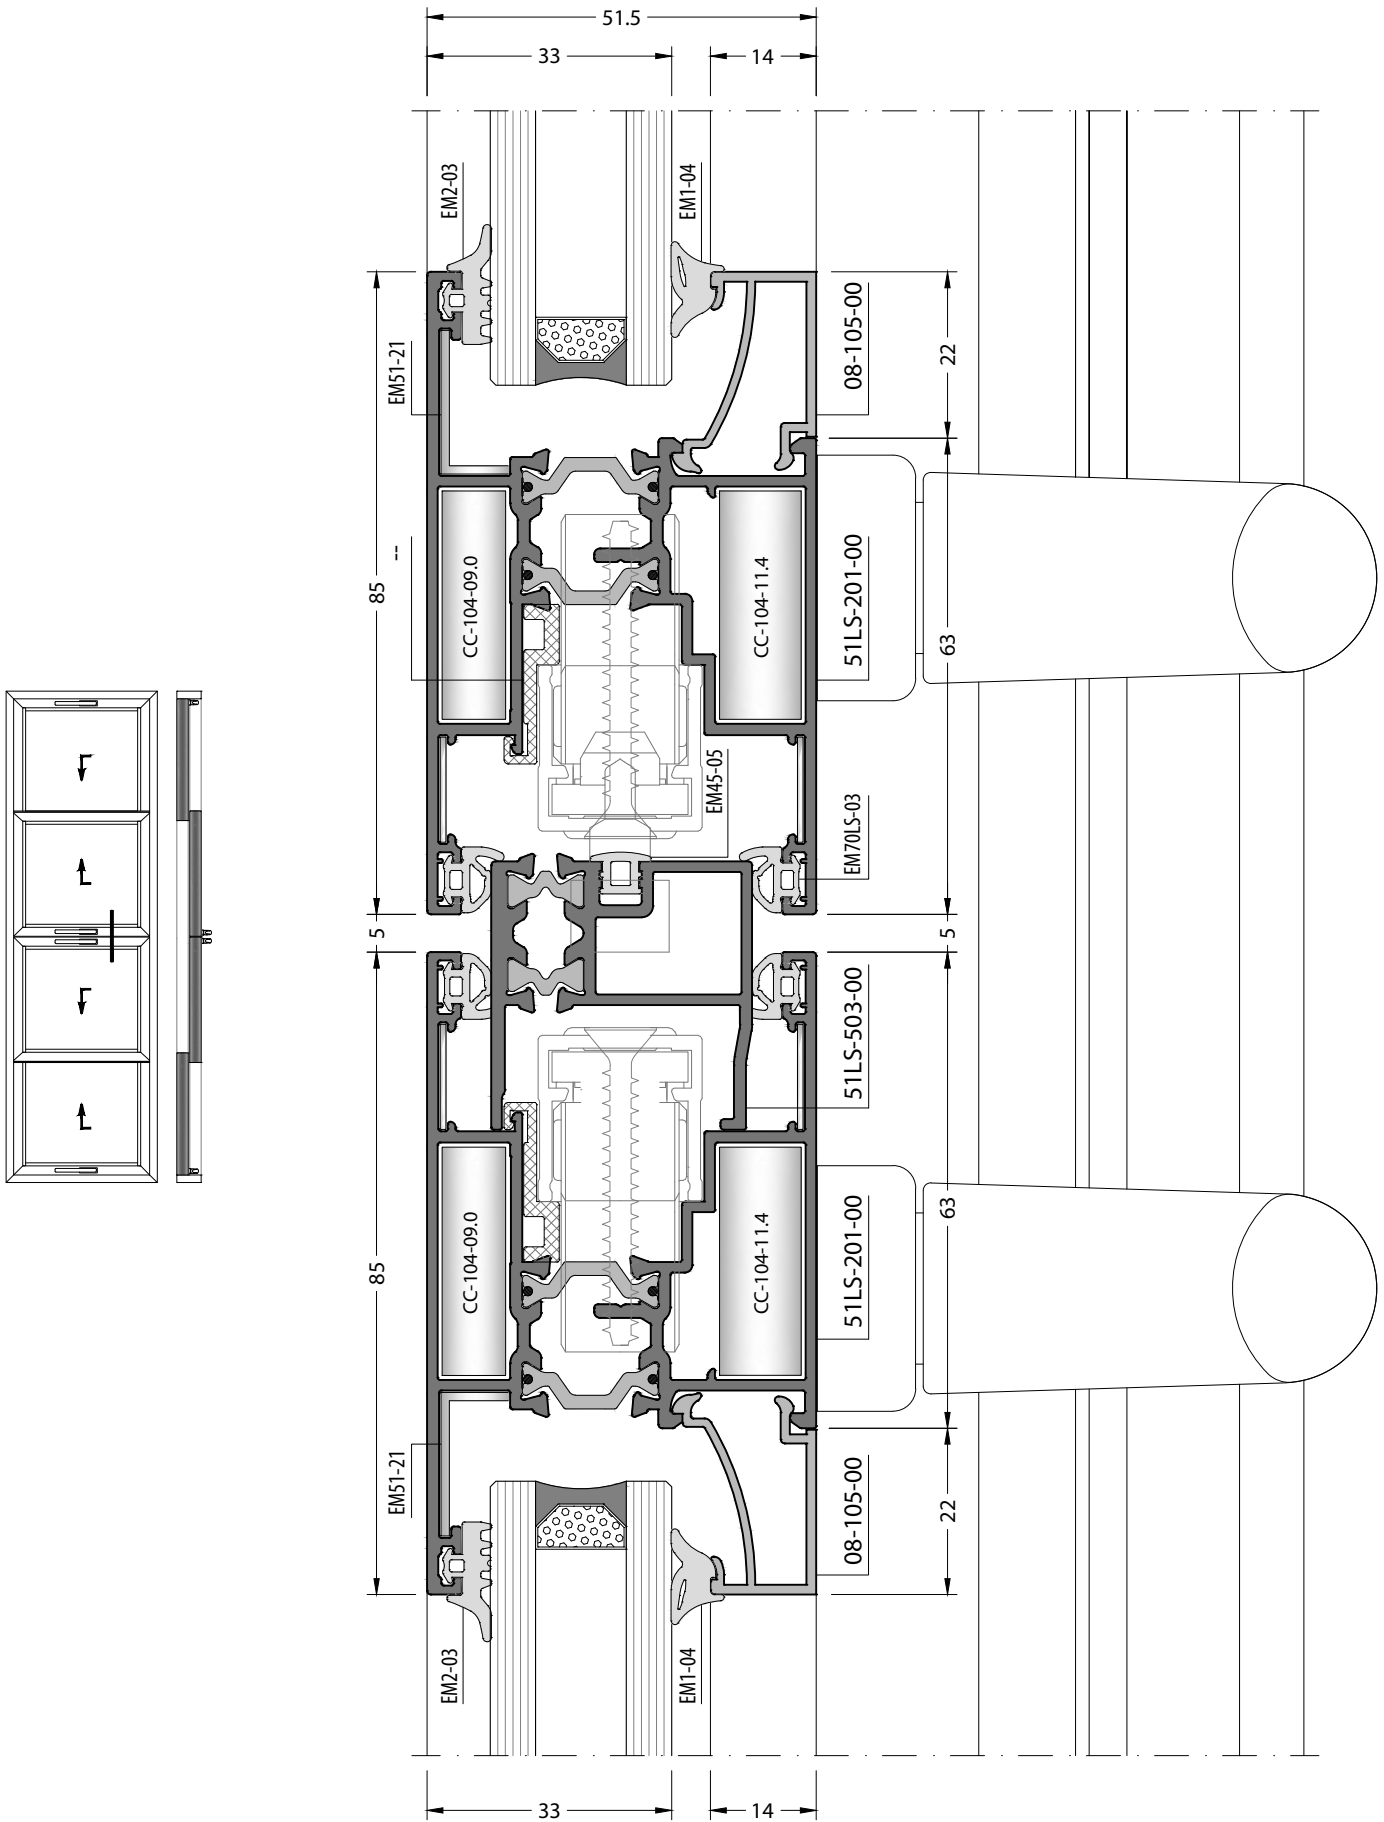 51.5
33
14
EM2-03
EM1-04
EM51-21
08-105-00
22
--
85
CC-104-09.0
CC-104-11.4
51LS-201-00
63
EM45-05
EM70LS-03
5
5
51LS-503-00
85
CC-104-09.0
CC-104-11.4
51LS-201-00
63
EM51-21
08-105-00
22
EM2-03
EM1-04
33
14